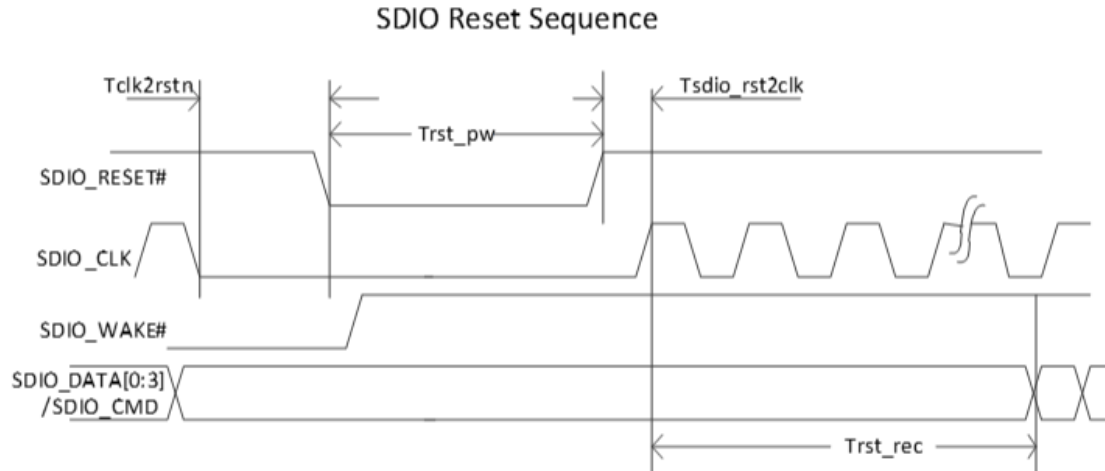 SDIO Reset Sequence
Tclk2rstn
Tsdio_rst2clk
Trst_pw
SDIO_RESET#
SDIO_CLK
SDIO_WAKE#
SDIO_DATA[0:3]
/SDIO_CMD
Trst_rec